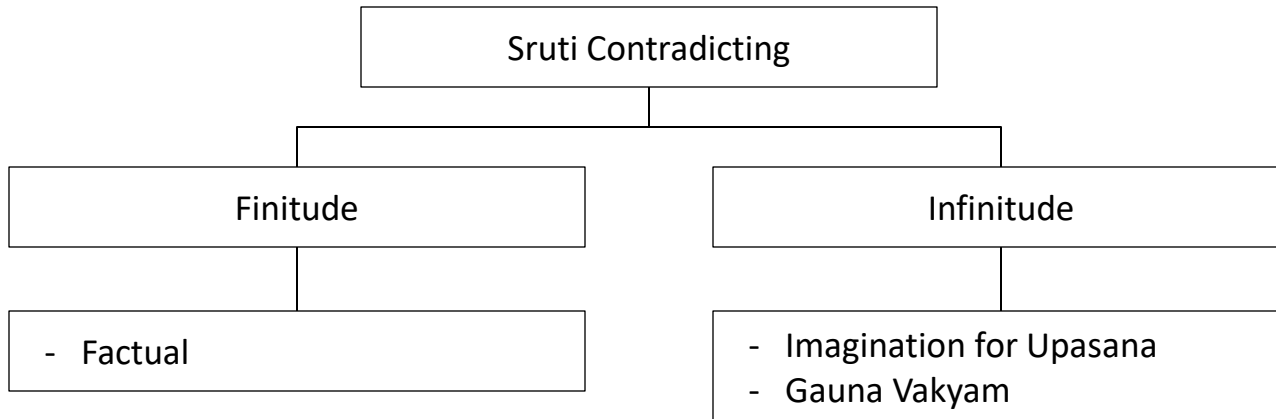 Sruti Contradicting
Finitude
Infinitude
- Factual
- Imagination for Upasana
- Gauna Vakyam